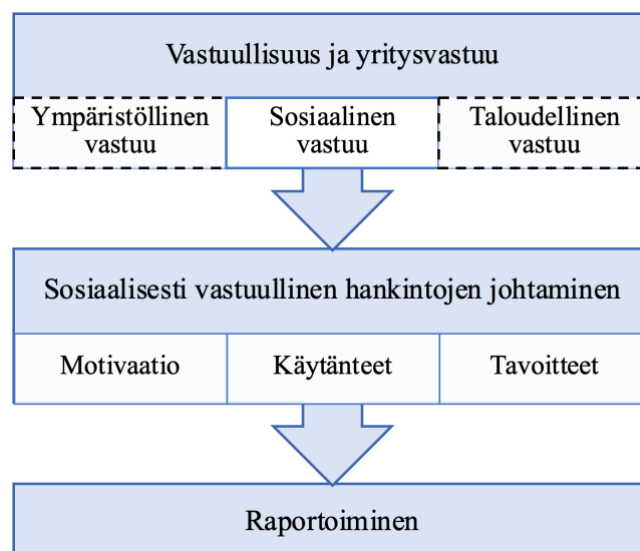 Vastuullisuus ja yritysvastuu
Ympäristöllinen
vastuu
Sosiaalinen
vastuu
Taloudellinen
vastuu
Sosiaalisesti vastuullinen hankintojen johtaminen
Motivaatio
Käytänteet
Tavoitteet
Raportoiminen